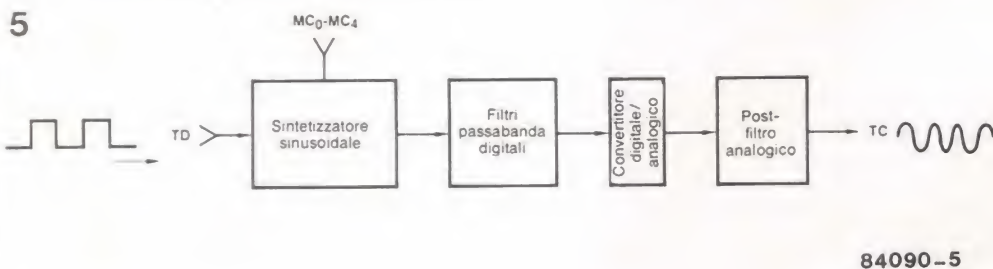 5
MC0-MC4
TD
Sintetizzatore
sinusoidale
Filtri
passabanda
digitali
Convertitore
digitale/
analogico
Post-
filtro
analogico
TC
84090-5